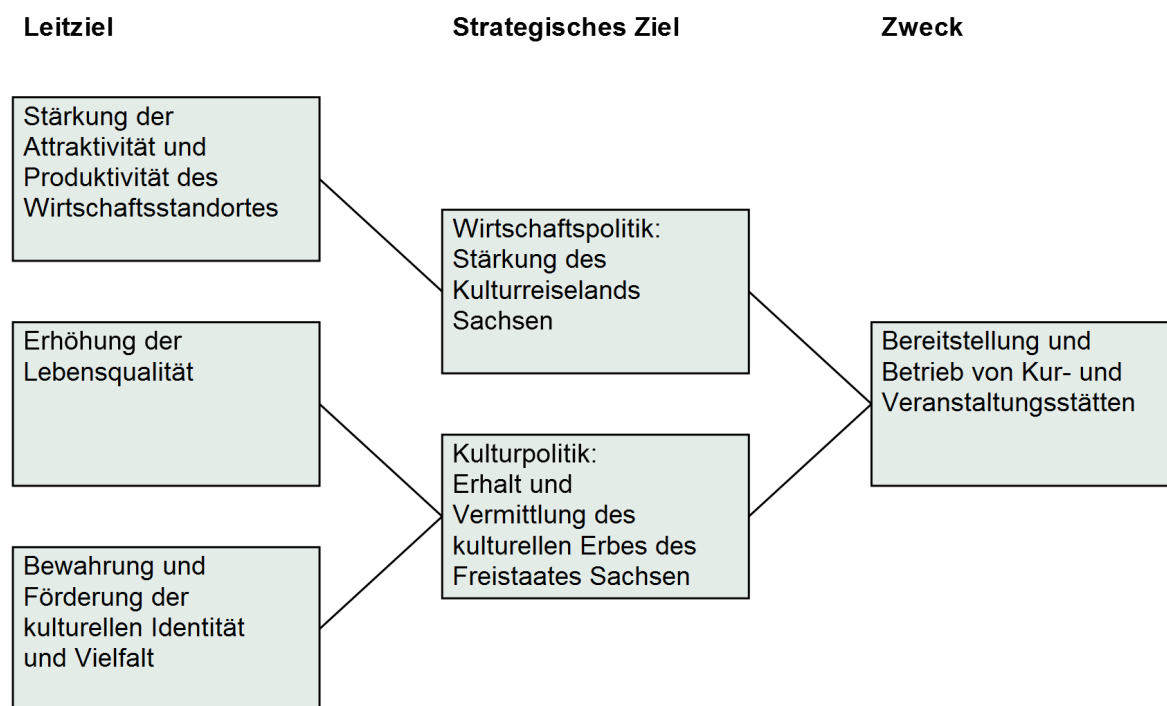 Leitziel
Strategisches Ziel
Zweck
Stärkung der
Attraktivität und
Produktivität des
Wirtschaftsstandortes
Erhöhung der
Lebensqualität
Bewahrung und
Förderung der
kulturellen Identität
und Vielfalt
Wirtschaftspolitik:
Stärkung des
Kulturreiselands
Sachsen
Kulturpolitik:
Erhalt und
Vermittlung des
kulturellen Erbes des
Freistaates Sachsen
Bereitstellung und
Betrieb von Kur- und
Veranstaltungsstätten